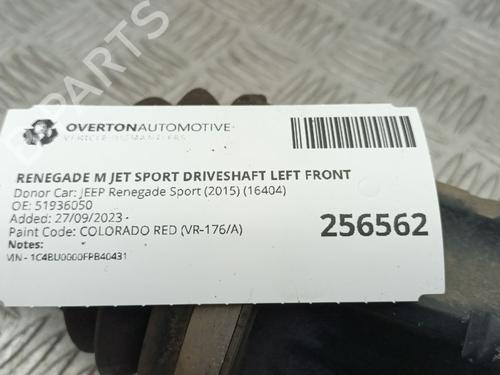 B PARTS
OVERTONAUTOMOTIVE
VEHICLE DISMANTLERS
RENEGADE M JET SPORT DRIVESHAFT LEFT FRONT
Donor Car: JEEP Renegade Sport (2015) (16404)
OE: 51936050
Added: 27/09/2023 -
Paint Code: COLORADO RED (VR-176/A)
256562
Notes:
VIN - 1C4BU0000FPB40431